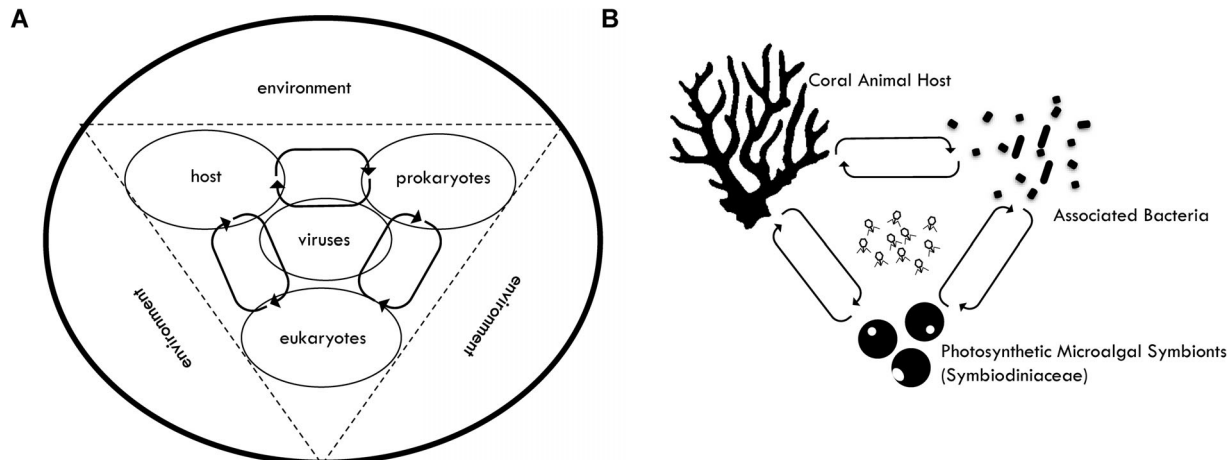 A
environment
host
prokaryotes
viruses
eukaryotes
environment
environment
B
Coral Animal Host
Associated Bacteria
Photosynthetic Microalgal Symbionts
(Symbiodiniaceae)